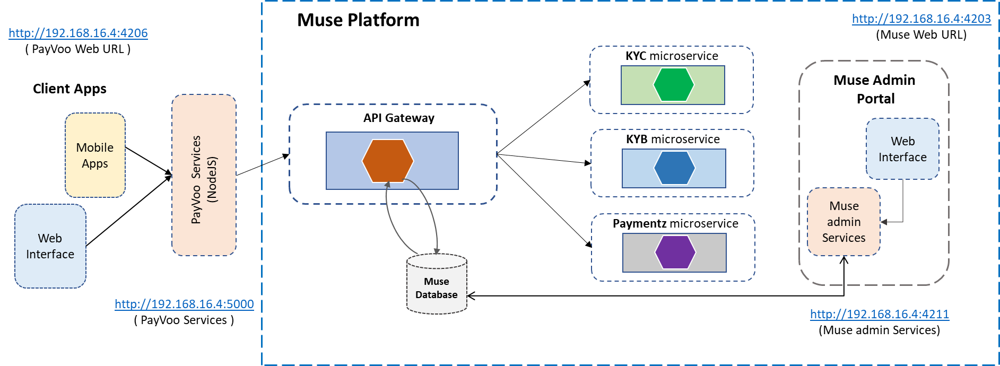 Muse Platform
http://192.168.16.4:4206
( PayVoo Web URL )
http://192.168.16.4:4203
(Muse Web URL)
Client Apps
Mobile
Apps
Web
Interface
PayVoo Services
(NodeJS)
http://192.168.16.4:5000
( PayVoo Services )
API Gateway
Muse
Database
KYC microservice
KYB microservice
Paymentz microservice
Muse Admin
Portal
Web
Interface
Muse
admin
Services
http://192.168.16.4:4211
(Muse admin Services)